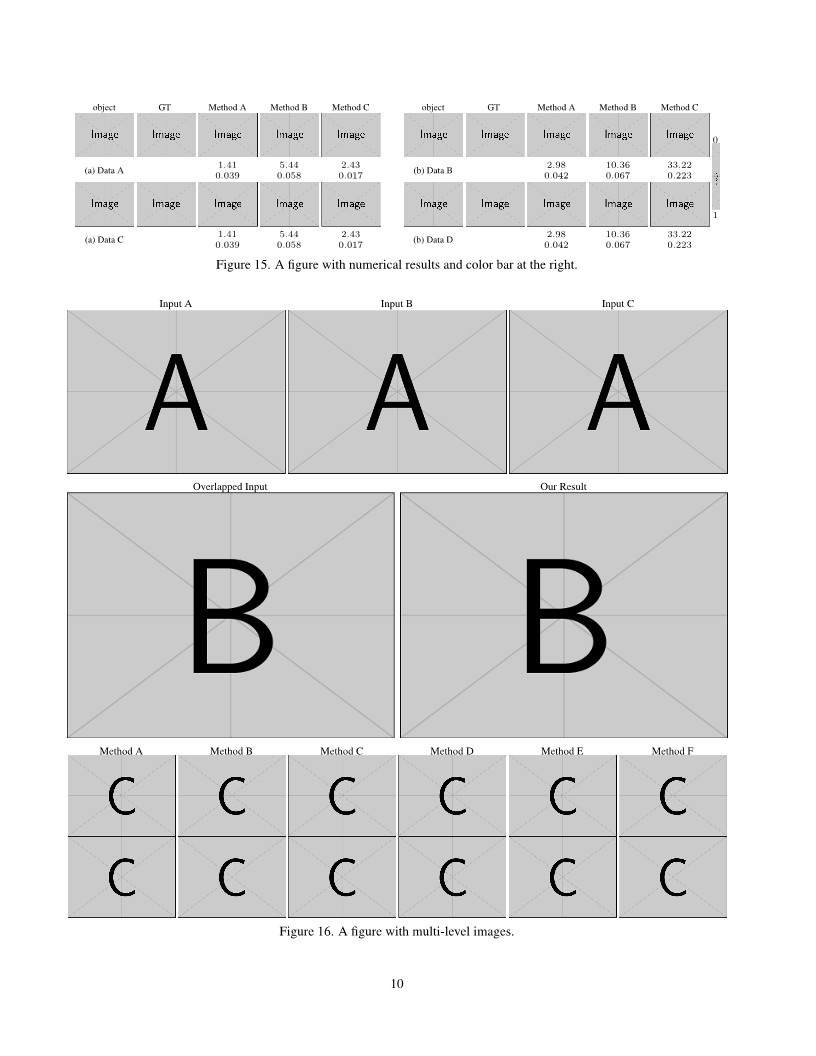 object GT Method A Method B Method C object GT Method A Method B Method C
Image Image Image Image Image Image Image Image Image Image
0
(a) Data A 1.41 5.44 2.43 (b) Data B 2.98 10.36 33.22
0.039 0.058 0.017 0.042 0.067 0.223
Image Image Image Image Image Image Image Image Image Image
1
(a) Data C 1.41 5.44 2.43 (b) Data D 2.98 10.36 33.22
0.039 0.058 0.017 0.042 0.067 0.223
Figure 15. A figure with numerical results and color bar at the right.
Input A Input B Input C
A A A
Overlapped Input Our Result
B B
Method A Method B Method C Method D Method E Method F
C C C C C C
C C C C C C
Figure 16. A figure with multi-level images.
10